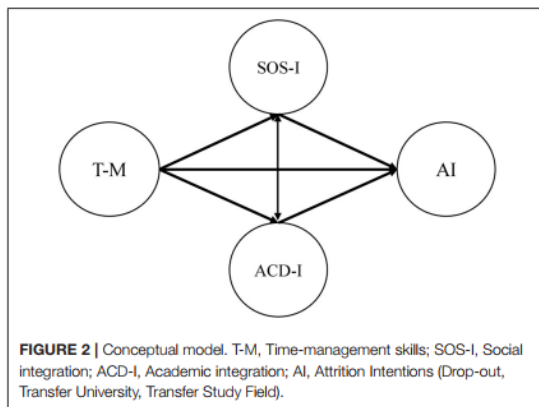 SOS-I
T-M
AI
ACD-I
FIGURE 2 | Conceptual model. T-M, Time-management skills; SOS-I, Social
integration; ACD-I, Academic integration; AI, Attrition Intentions (Drop-out,
Transfer University, Transfer Study Field).